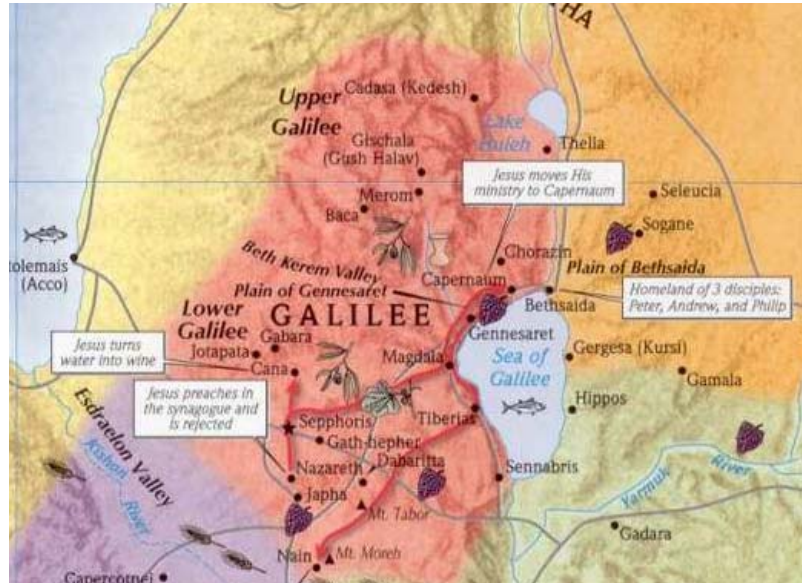 THA
Upper
Galilee
Cadasa (Kedesh)
Lake
Huleh
Thella
Gischala
(Gush Halav)
Jesus moves His
ministry to Capernaum
Merom
Baca
Seleucia
Sogane
Chorazin
Beth Kerem Valley
Plain of Gennesaret
Capernaum
Plain of Bethsaida
Bethsaida
Homeland of 3 disciples:
Peter, Andrew, and Philip
tolemais
(Acco)
Lower
Galilee
GALILEE
Gennesaret
Jesus turns
water into wine
Gabara
Jotapata
Cana
Magdala
Sea of
Galilee
Gergesa (Kursi)
Gamala
Jesus preaches in
the synagogue and
is rejected
Tiberias
Hippos
Sepphoris
Gath-hepher
Esdraelon Valley
Kishon
River
Nazareth
Dabaritta
Sennabris
Japha
Mt. Tabor
Yarmuk River
Gadara
Nain
Mt. Moreh
Capercotnei